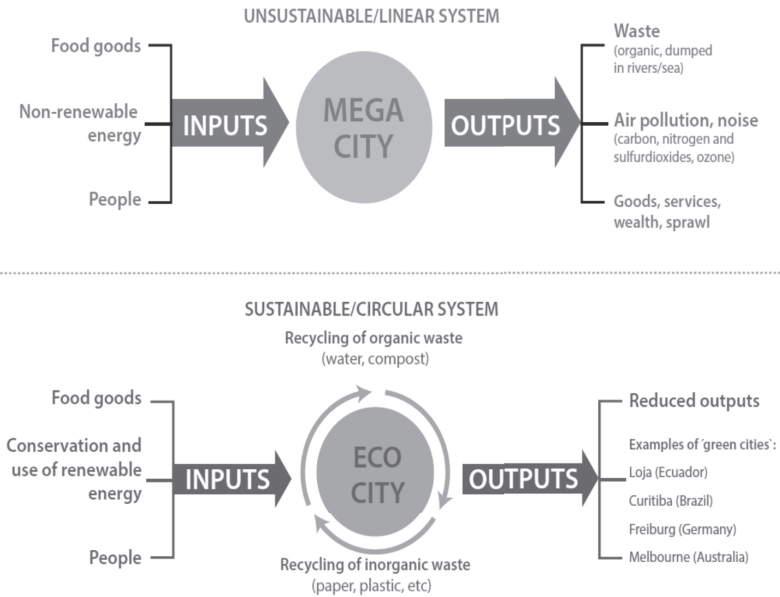 UNSUSTAINABLE/LINEAR SYSTEM
Food goods
Non-renewable
energy
People
INPUTS
MEGA
CITY
OUTPUTS
Waste
(organic, dumped
in rivers/sea)
Air pollution, noise
(carbon, nitrogen and
sulfurdioxides, ozone)
Goods, services,
wealth, sprawl
SUSTAINABLE/CIRCULAR SYSTEM
Recycling of organic waste
(water, compost)
Food goods
Conservation and
use of renewable
energy
People
INPUTS
ECO
CITY
OUTPUTS
Recycling of inorganic waste
(paper, plastic, etc)
Reduced outputs
Examples of ´green cities`:
Loja (Ecuador)
Curitiba (Brazil)
Freiburg (Germany)
Melbourne (Australia)